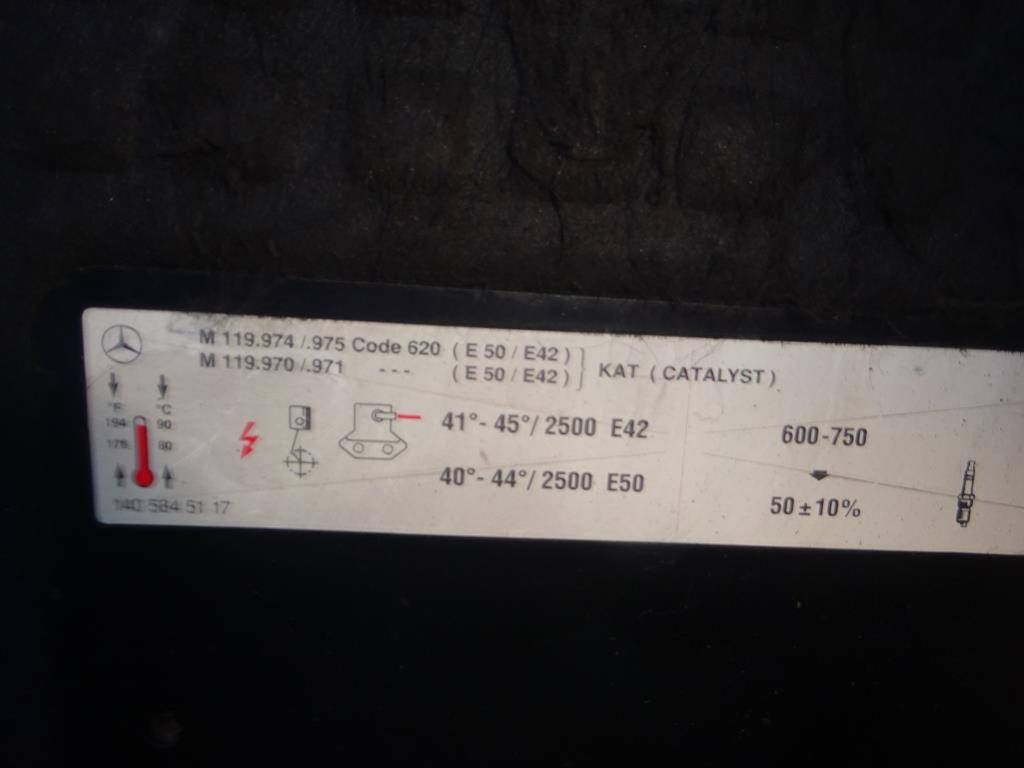 M 119.974 /.975 Code 620 ( E 50 / E42 )
M 119.970 /.971 --- ( E 50 / E42 )
KAT ( CATALYST )
°F °C
194 90
176 80
41°- 45°/ 2500 E42
40°- 44°/ 2500 E50
600-750
50 ± 10%
140 584 51 17